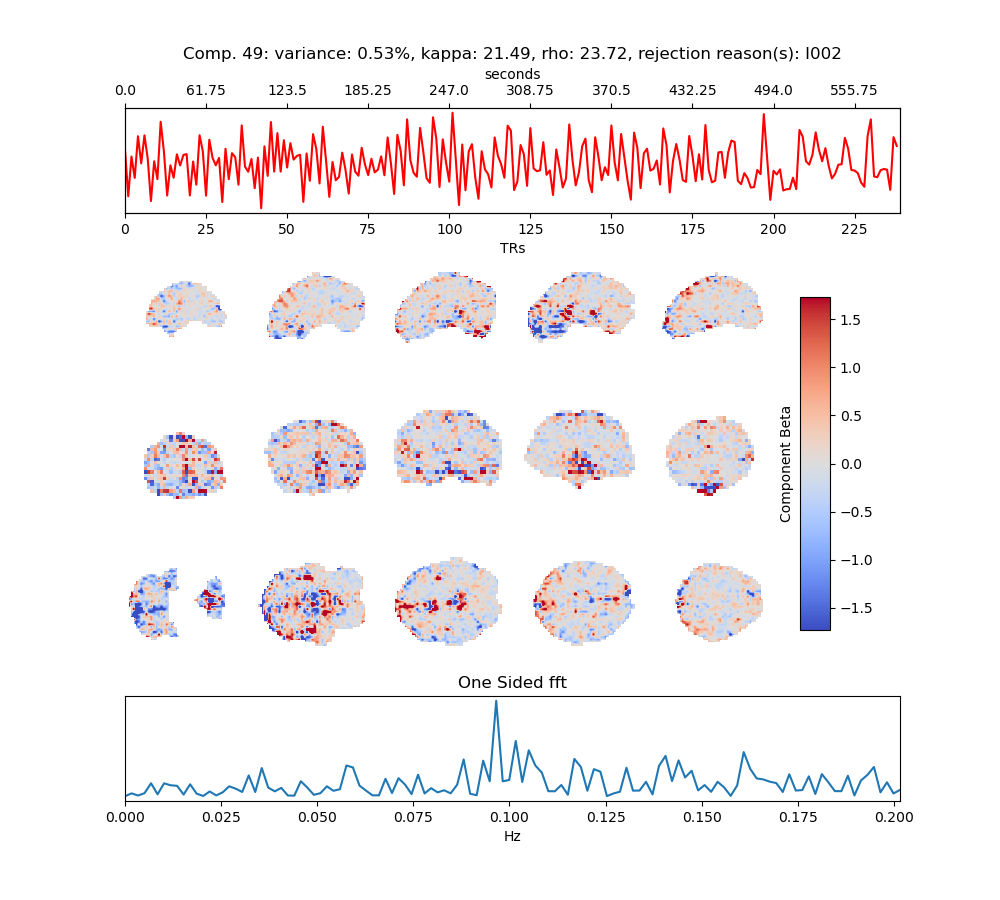 Comp. 49: variance: 0.53%, kappa: 21.49, rho: 23.72, rejection reason(s): I002
seconds
0.0 61.75 123.5 185.25 247.0 308.75 370.5 432.25 494.0 555.75
0 25 50 75 100 125 150 175 200 225
TRs
Component Beta
1.5
1.0
0.5
0.0
−0.5
−1.0
−1.5
One Sided fft
0.000 0.025 0.050 0.075 0.100 0.125 0.150 0.175 0.200
Hz